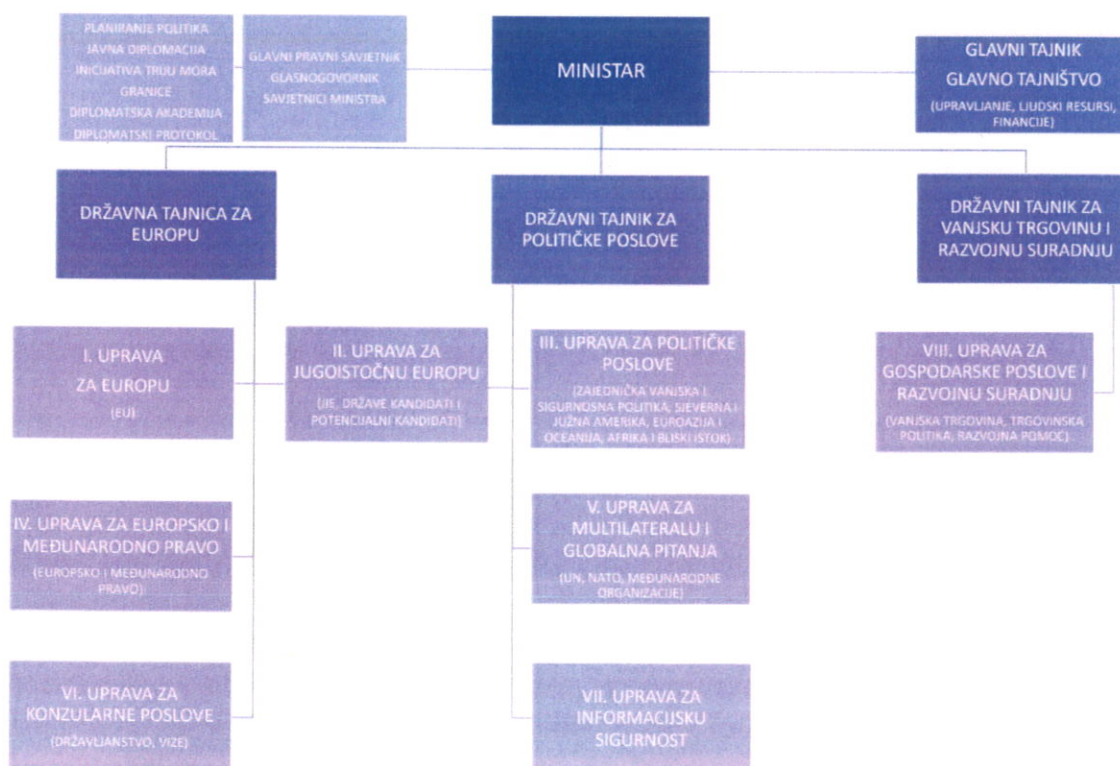 PLANIRANJE POLITIKA
JAVNA DIPLOMACIJA
INICIJATIVA TRIJU MORA
GRANICE
DIPLOMATSKA AKADEMIJA
DIPLOMATSKI PROTOKOL
GLAVNI PRAVNI SAVJETNIK
GLASNOGOVORNIK
SAVJETNICI MINISTRA
MINISTAR
GLAVNI TAJNIK
GLAVNO TAJNIŠTVO
(UPRAVLJANJE, LJUDSKI RESURSI,
FINANCIJE)
DRŽAVNA TAJNICA ZA
EUROPU
DRŽAVNI TAJNIK ZA
POLITIČKE POSLOVE
DRŽAVNI TAJNIK ZA
VANJSKU TRGOVINU I
RAZVOJNU SURADNJU
I. UPRAVA
ZA EUROPU
(EU)
II. UPRAVA ZA
JUGOISTOČNU EUROPU
(JIE, DRŽAVE KANDIDATI I
POTENCIJALNI KANDIDATI)
III. UPRAVA ZA POLITIČKE
POSLOVE
(ZAJEDNIČKA VANJSKA I
SIGURNOSNA POLITIKA, SJEVERNA I
JUŽNA AMERIKA, EUROAZIJA I
OCEANIJA, AFRIKA I BLISKI ISTOK)
VIII. UPRAVA ZA
GOSPODARSKE POSLOVE I
RAZVOJNU SURADNJU
(VANJSKA TRGOVINA, TRGOVINSKA
POLITIKA, RAZVOJNA POMOĆ)
IV. UPRAVA ZA EUROPSKO I
MEĐUNARODNO PRAVO
(EUROPSKO I MEĐUNARODNO
PRAVO)
V. UPRAVA ZA
MULTILATERALU I
GLOBALNA PITANJA
(UN, NATO, MEĐUNARODNE
ORGANIZACIJE)
VI. UPRAVA ZA
KONZULARNE POSLOVE
(DRŽAVLJANSTVO, VIZE)
VII. UPRAVA ZA
INFORMACIJSKU
SIGURNOST